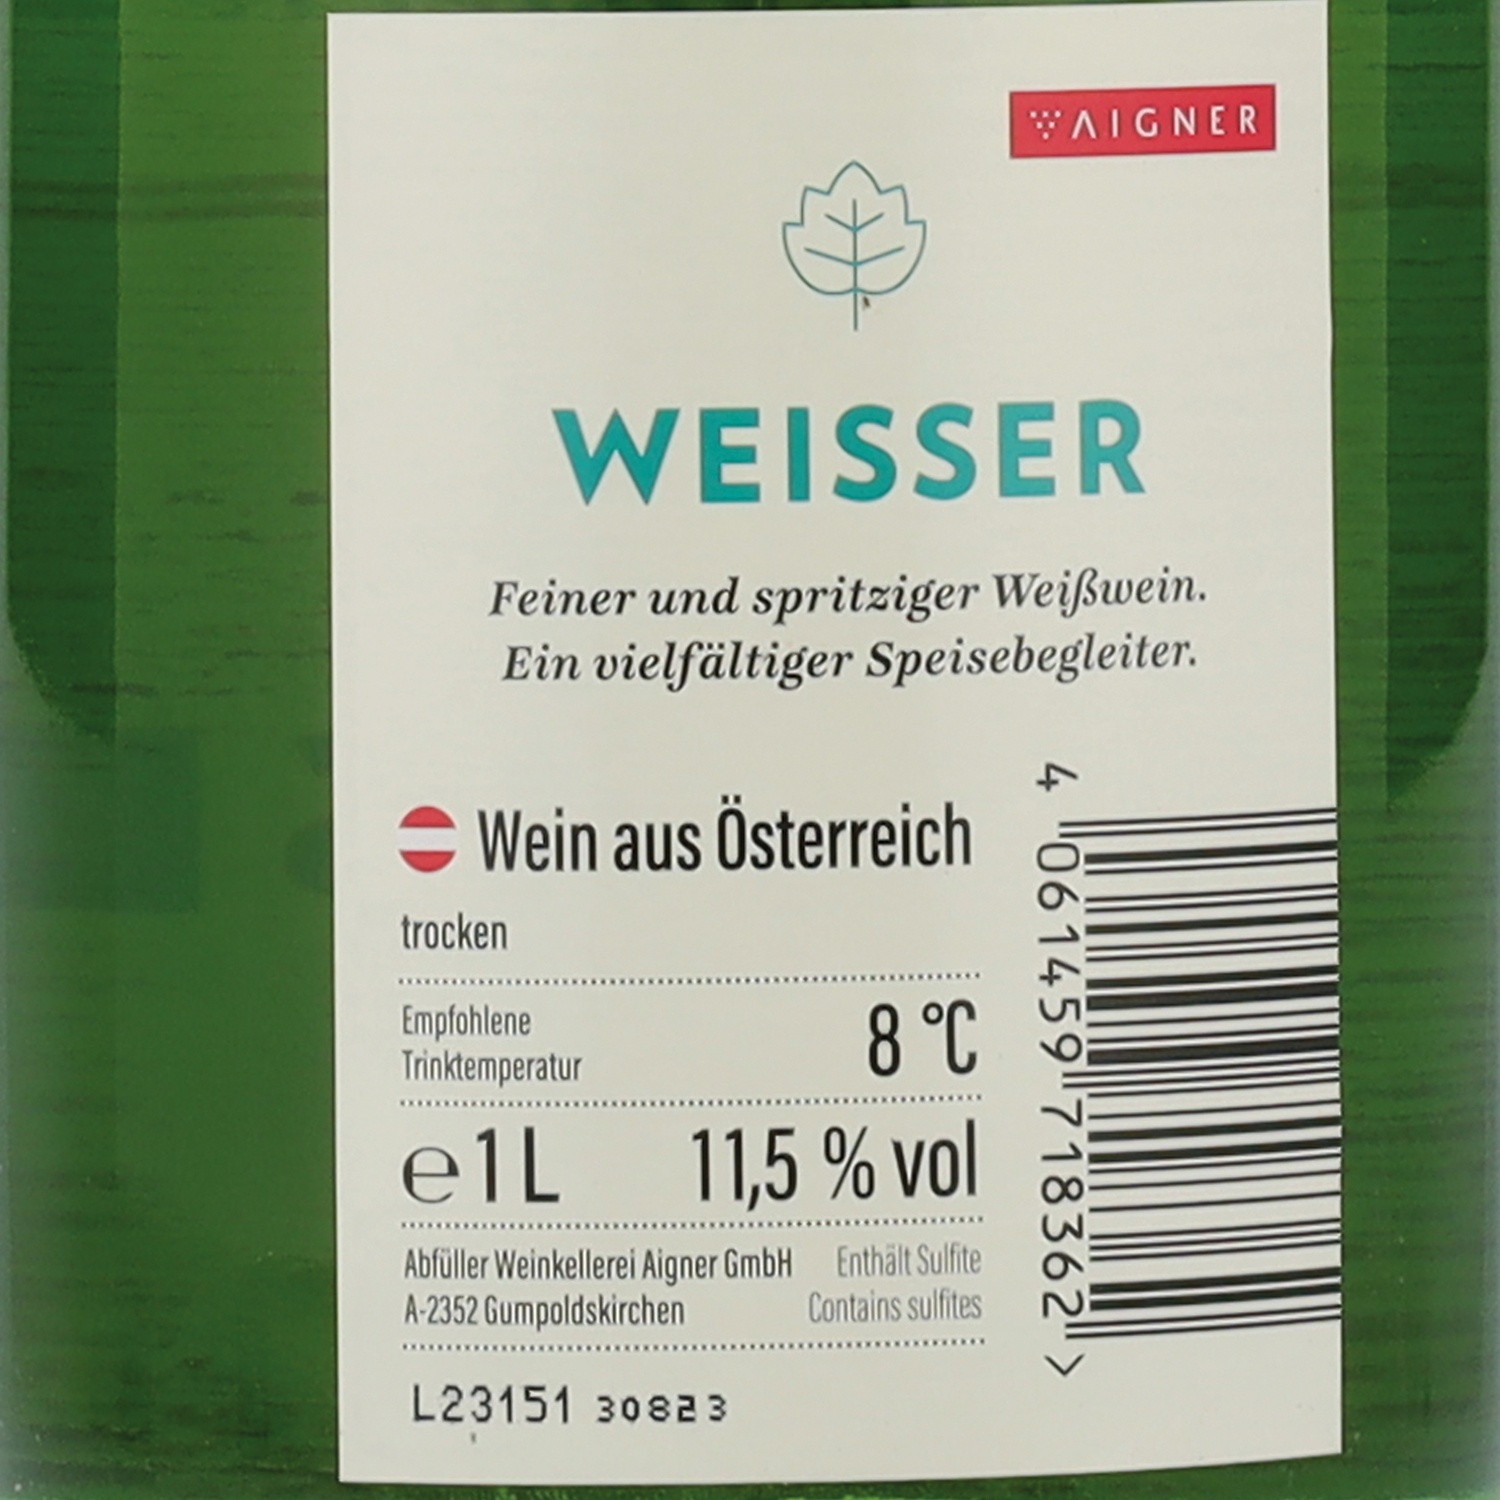 AIGNER
WEISSER
Feiner und spritziger Weißwein.
Ein vielfältiger Speisebegleiter.
Wein aus Österreich
trocken
Empfohlene
Trinktemperatur
8 °C
e 1 L 11,5 % vol
Abfüller Weinkellerei Aigner GmbH
A-2352 Gumpoldskirchen
Enthält Sulfite
Contains sulfites
L23151 30823
4 061459 718362 >